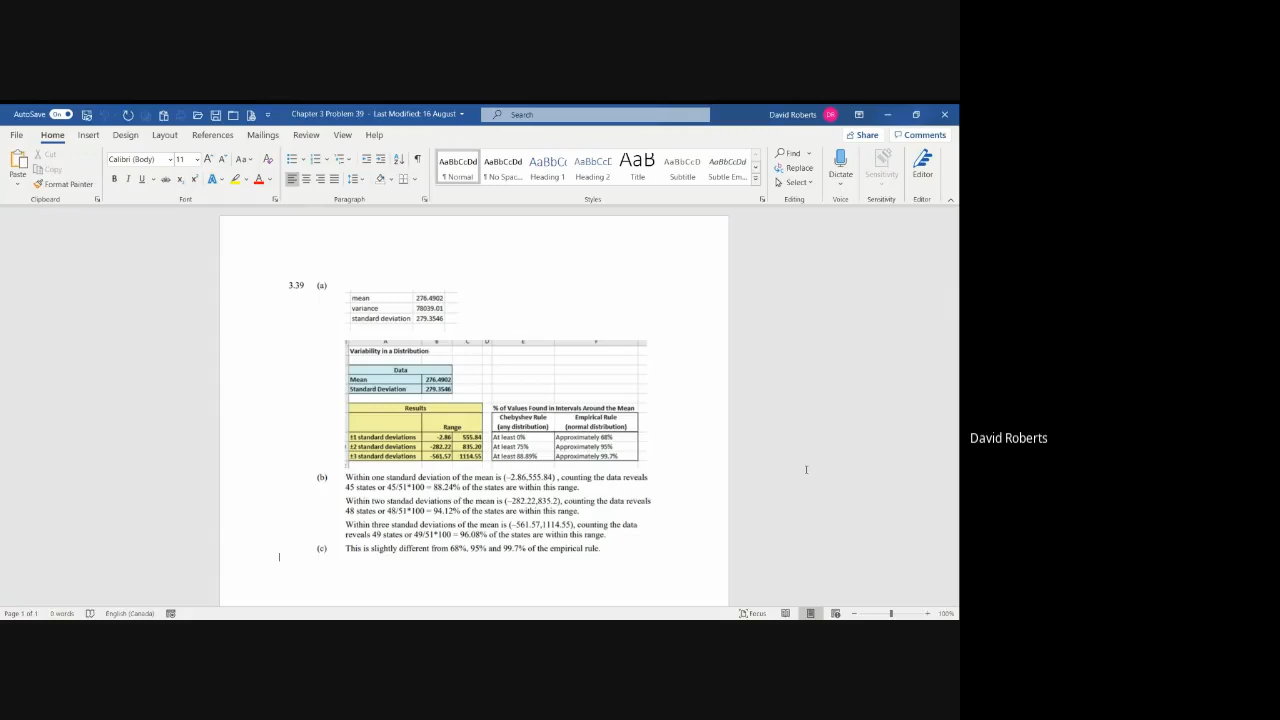 AutoSave On Chapter 3 Problem 39 - Last Modified: 16 August Search David Roberts DR
File Home Insert Design Layout References Mailings Review View Help Share Comments
Paste Cut Copy Format Painter Clipboard
Calibri (Body) 11 Font
Paragraph
AaBbCcDd AaBbCcDd AaBbCc AaBbCcC AaB AaBbCcD AaBbCcDd
¶ Normal ¶ No Spac... Heading 1 Heading 2 Title Subtitle Subtle Em...
Styles
Find Replace Select Editing
Dictate Voice
Sensitivity Sensitivity
Editor Editor
3.39 (a)
mean 276.4902
variance 78039.01
standard deviation 279.3546
A B C D E F
Variability in a Distribution
Data
Mean 276.4902
Standard Deviation 279.3546
Results % of Values Found in Intervals Around the Mean
Range Chebyshev Rule (any distribution) Empirical Rule (normal distribution)
±1 standard deviations -2.86 555.84 At least 0% Approximately 68%
±2 standard deviations -282.22 835.20 At least 75% Approximately 95%
±3 standard deviations -561.57 1114.55 At least 88.89% Approximately 99.7%
(b) Within one standard deviation of the mean is (−2.86,555.84) , counting the data reveals
45 states or 45/51*100 = 88.24% of the states are within this range.
Within two standad deviations of the mean is (−282.22,835.2), counting the data reveals
48 states or 48/51*100 = 94.12% of the states are within this range.
Within three standad deviations of the mean is (−561.57,1114.55), counting the data
reveals 49 states or 49/51*100 = 96.08% of the states are within this range.
(c) This is slightly different from 68%, 95% and 99.7% of the empirical rule.
David Roberts
Page 1 of 1 0 words English (Canada) Focus 100%